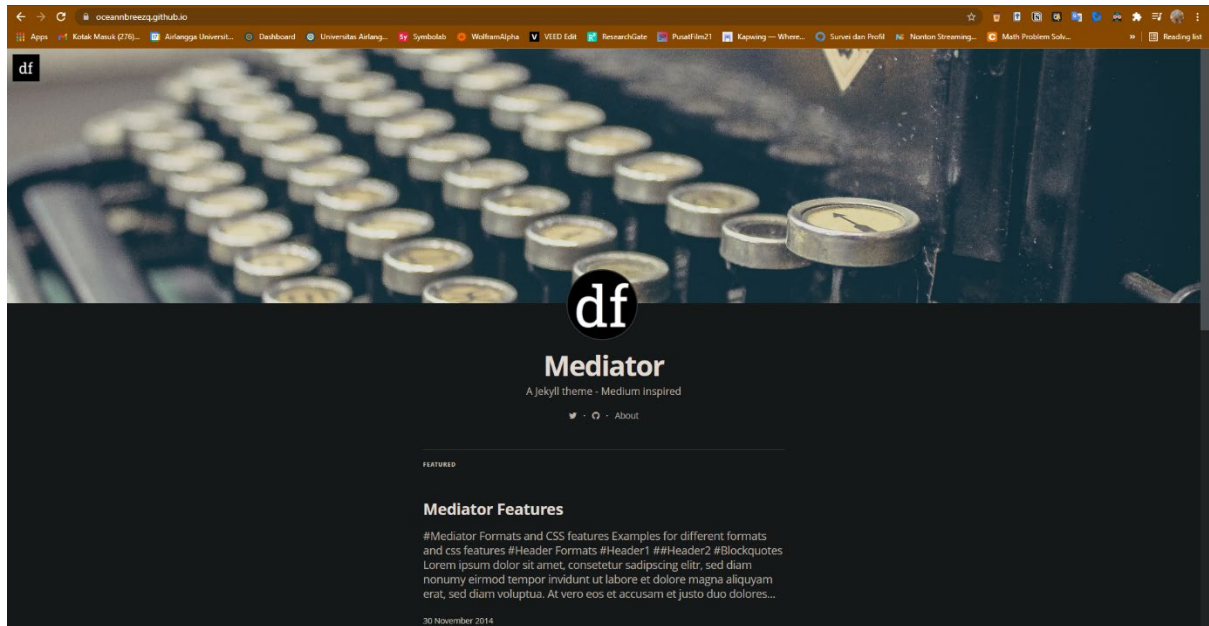 oceannbreezq.github.io
Apps Kotak Masuk (276)... Airlangga Universit... Dashboard Universitas Airlang... Sy Symbolab WolframAlpha V VEED Edit ResearchGate PusatFilm21 Kapwing — Where... Survei dan Profil Nonton Streaming... C Math Problem Solv... » Reading list
df
df
Mediator
A Jekyll theme - Medium inspired
· · About
FEATURED
Mediator Features
#Mediator Formats and CSS features Examples for different formats
and css features #Header Formats #Header1 ##Header2 #Blockquotes
Lorem ipsum dolor sit amet, consetetur sadipscing elitr, sed diam
nonumy eirmod tempor invidunt ut labore et dolore magna aliquyam
erat, sed diam voluptua. At vero eos et accusam et justo duo dolores...
30 November 2014